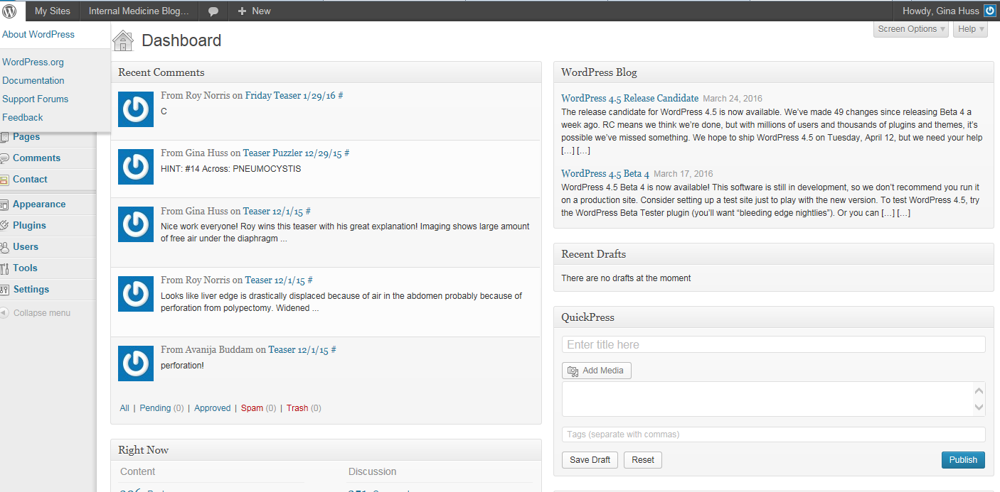 My Sites
Internal Medicine Blog...
New
Howdy, Gina Huss
About WordPress
WordPress.org
Documentation
Support Forums
Feedback
Pages
Comments
Contact
Appearance
Plugins
Users
Tools
Settings
Collapse menu
Screen Options
Help
Dashboard
Recent Comments
From Roy Norris on Friday Teaser 1/29/16 #
C
From Gina Huss on Teaser Puzzler 12/29/15 #
HINT: #14 Across: PNEUMOCYSTIS
From Gina Huss on Teaser 12/1/15 #
Nice work everyone! Roy wins this teaser with his great explanation! Imaging shows large amount
of free air under the diaphragm ...
From Roy Norris on Teaser 12/1/15 #
Looks like liver edge is drastically displaced because of air in the abdomen probably because of
perforation from polypectomy. Widened ...
From Avanija Buddam on Teaser 12/1/15 #
perforation!
All | Pending (0) | Approved | Spam (0) | Trash (0)
Right Now
Content
Discussion
WordPress Blog
WordPress 4.5 Release Candidate March 24, 2016
The release candidate for WordPress 4.5 is now available. We've made 49 changes since releasing Beta 4 a
week ago. RC means we think we're done, but with millions of users and thousands of plugins and themes, it's
possible we've missed something. We hope to ship WordPress 4.5 on Tuesday, April 12, but we need your help
[…] […]
WordPress 4.5 Beta 4 March 17, 2016
WordPress 4.5 Beta 4 is now available! This software is still in development, so we don't recommend you run it
on a production site. Consider setting up a test site just to play with the new version. To test WordPress 4.5, try
the WordPress Beta Tester plugin (you'll want “bleeding edge nightlies”). Or you can […] […]
Recent Drafts
There are no drafts at the moment
QuickPress
Enter title here
Add Media
Tags (separate with commas)
Save Draft
Reset
Publish